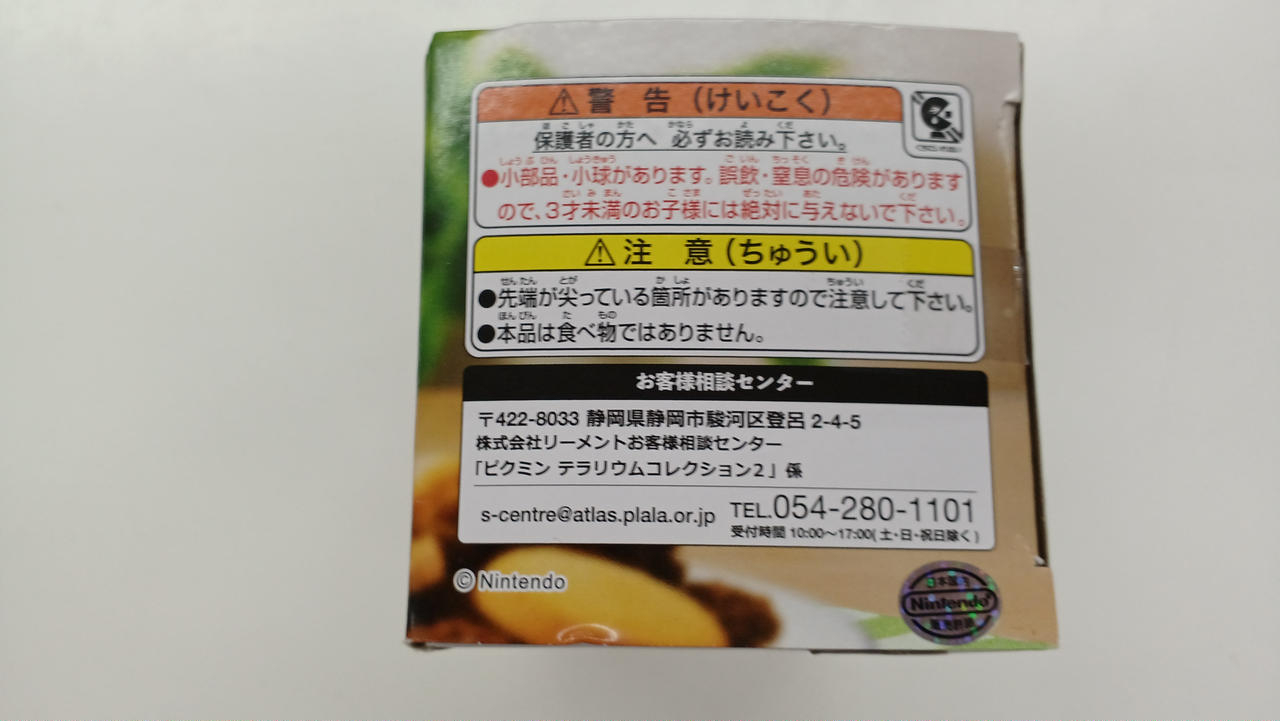 ⚠警 告（けいこく）
保護者の方へ 必ずお読み下さい。
●小部品・小球があります。誤飲・窒息の危険があります
ので、3才未満のお子様には絶対に与えないで下さい。
⚠注 意（ちゅうい）
●先端が尖っている箇所がありますので注意して下さい。
●本品は食べ物ではありません。
お客様相談センター
〒422-8033 静岡県静岡市駿河区登呂 2-4-5
株式会社リーメントお客様相談センター
「ピクミン テラリウムコレクション2」係
s-centre@atlas.plala.or.jp
TEL.054-280-1101
受付時間 10:00〜17:00(土・日・祝日除く)
© Nintendo
Nintendo